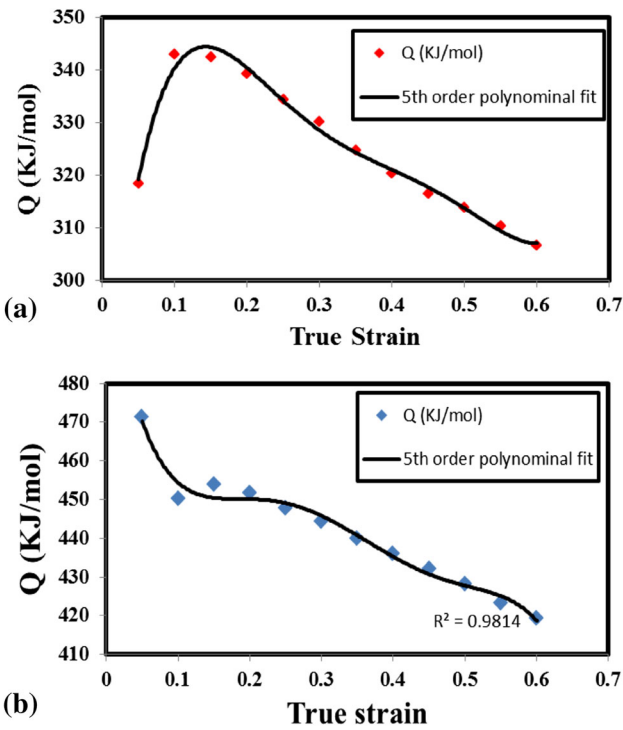 350
340
330
320
310
300
Q (KJ/mol)
Q (KJ/mol)
5th order polynominal fit
0 0.1 0.2 0.3 0.4 0.5 0.6 0.7
True Strain
(a)
480
470
460
450
440
430
420
410
Q (KJ/mol)
Q (KJ/mol)
5th order polynominal fit
R² = 0.9814
0 0.1 0.2 0.3 0.4 0.5 0.6 0.7
True strain
(b)